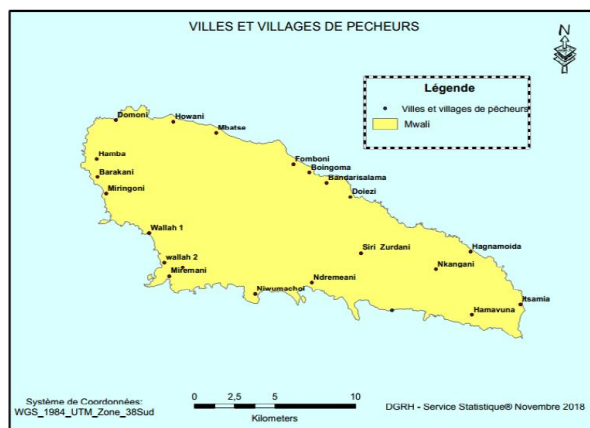 VILLES ET VILLAGES DE PECHEURS
N
Légende
Villes et villages de pécheurs
Mwali
Domoni
Howani
Mbatse
Hamba
Barakani
Miringoni
Fomboni
Boingoma
Bandarisalama
Doiezi
Wallah 1
wallah 2
Miremani
Siri Zurdani
Hagnamoida
Nkangani
Ndremeani
Niwumachoi
Itsamia
Hamavuna
Système de Coordonnées:
WGS_1984_UTM_Zone_38Sud
0 2,5 5 10
Kilometers
DGRH - Service Statistique® Novembre 2018